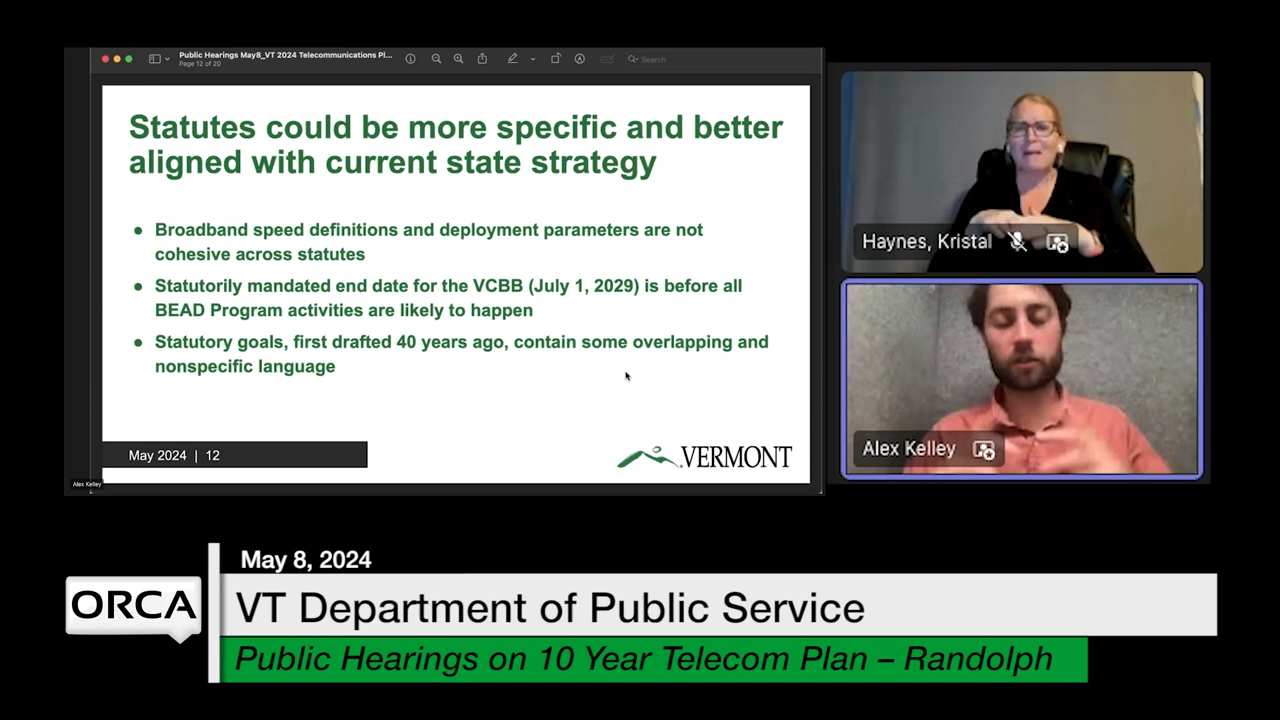 Public Hearings May8_VT 2024 Telecommunications Pl...
Page 12 of 20
Search
Statutes could be more specific and better
aligned with current state strategy
● Broadband speed definitions and deployment parameters are not
cohesive across statutes
● Statutorily mandated end date for the VCBB (July 1, 2029) is before all
BEAD Program activities are likely to happen
● Statutory goals, first drafted 40 years ago, contain some overlapping and
nonspecific language
May 2024 | 12
VERMONT
Alex Kelley
Haynes, Kristal
Alex Kelley
May 8, 2024
ORCA
VT Department of Public Service
Public Hearings on 10 Year Telecom Plan – Randolph